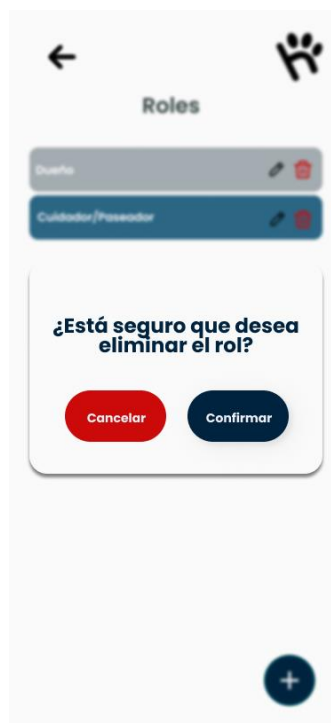 Roles
Dueño
Cuidador/Paseador
¿Está seguro que desea
eliminar el rol?
Cancelar
Confirmar